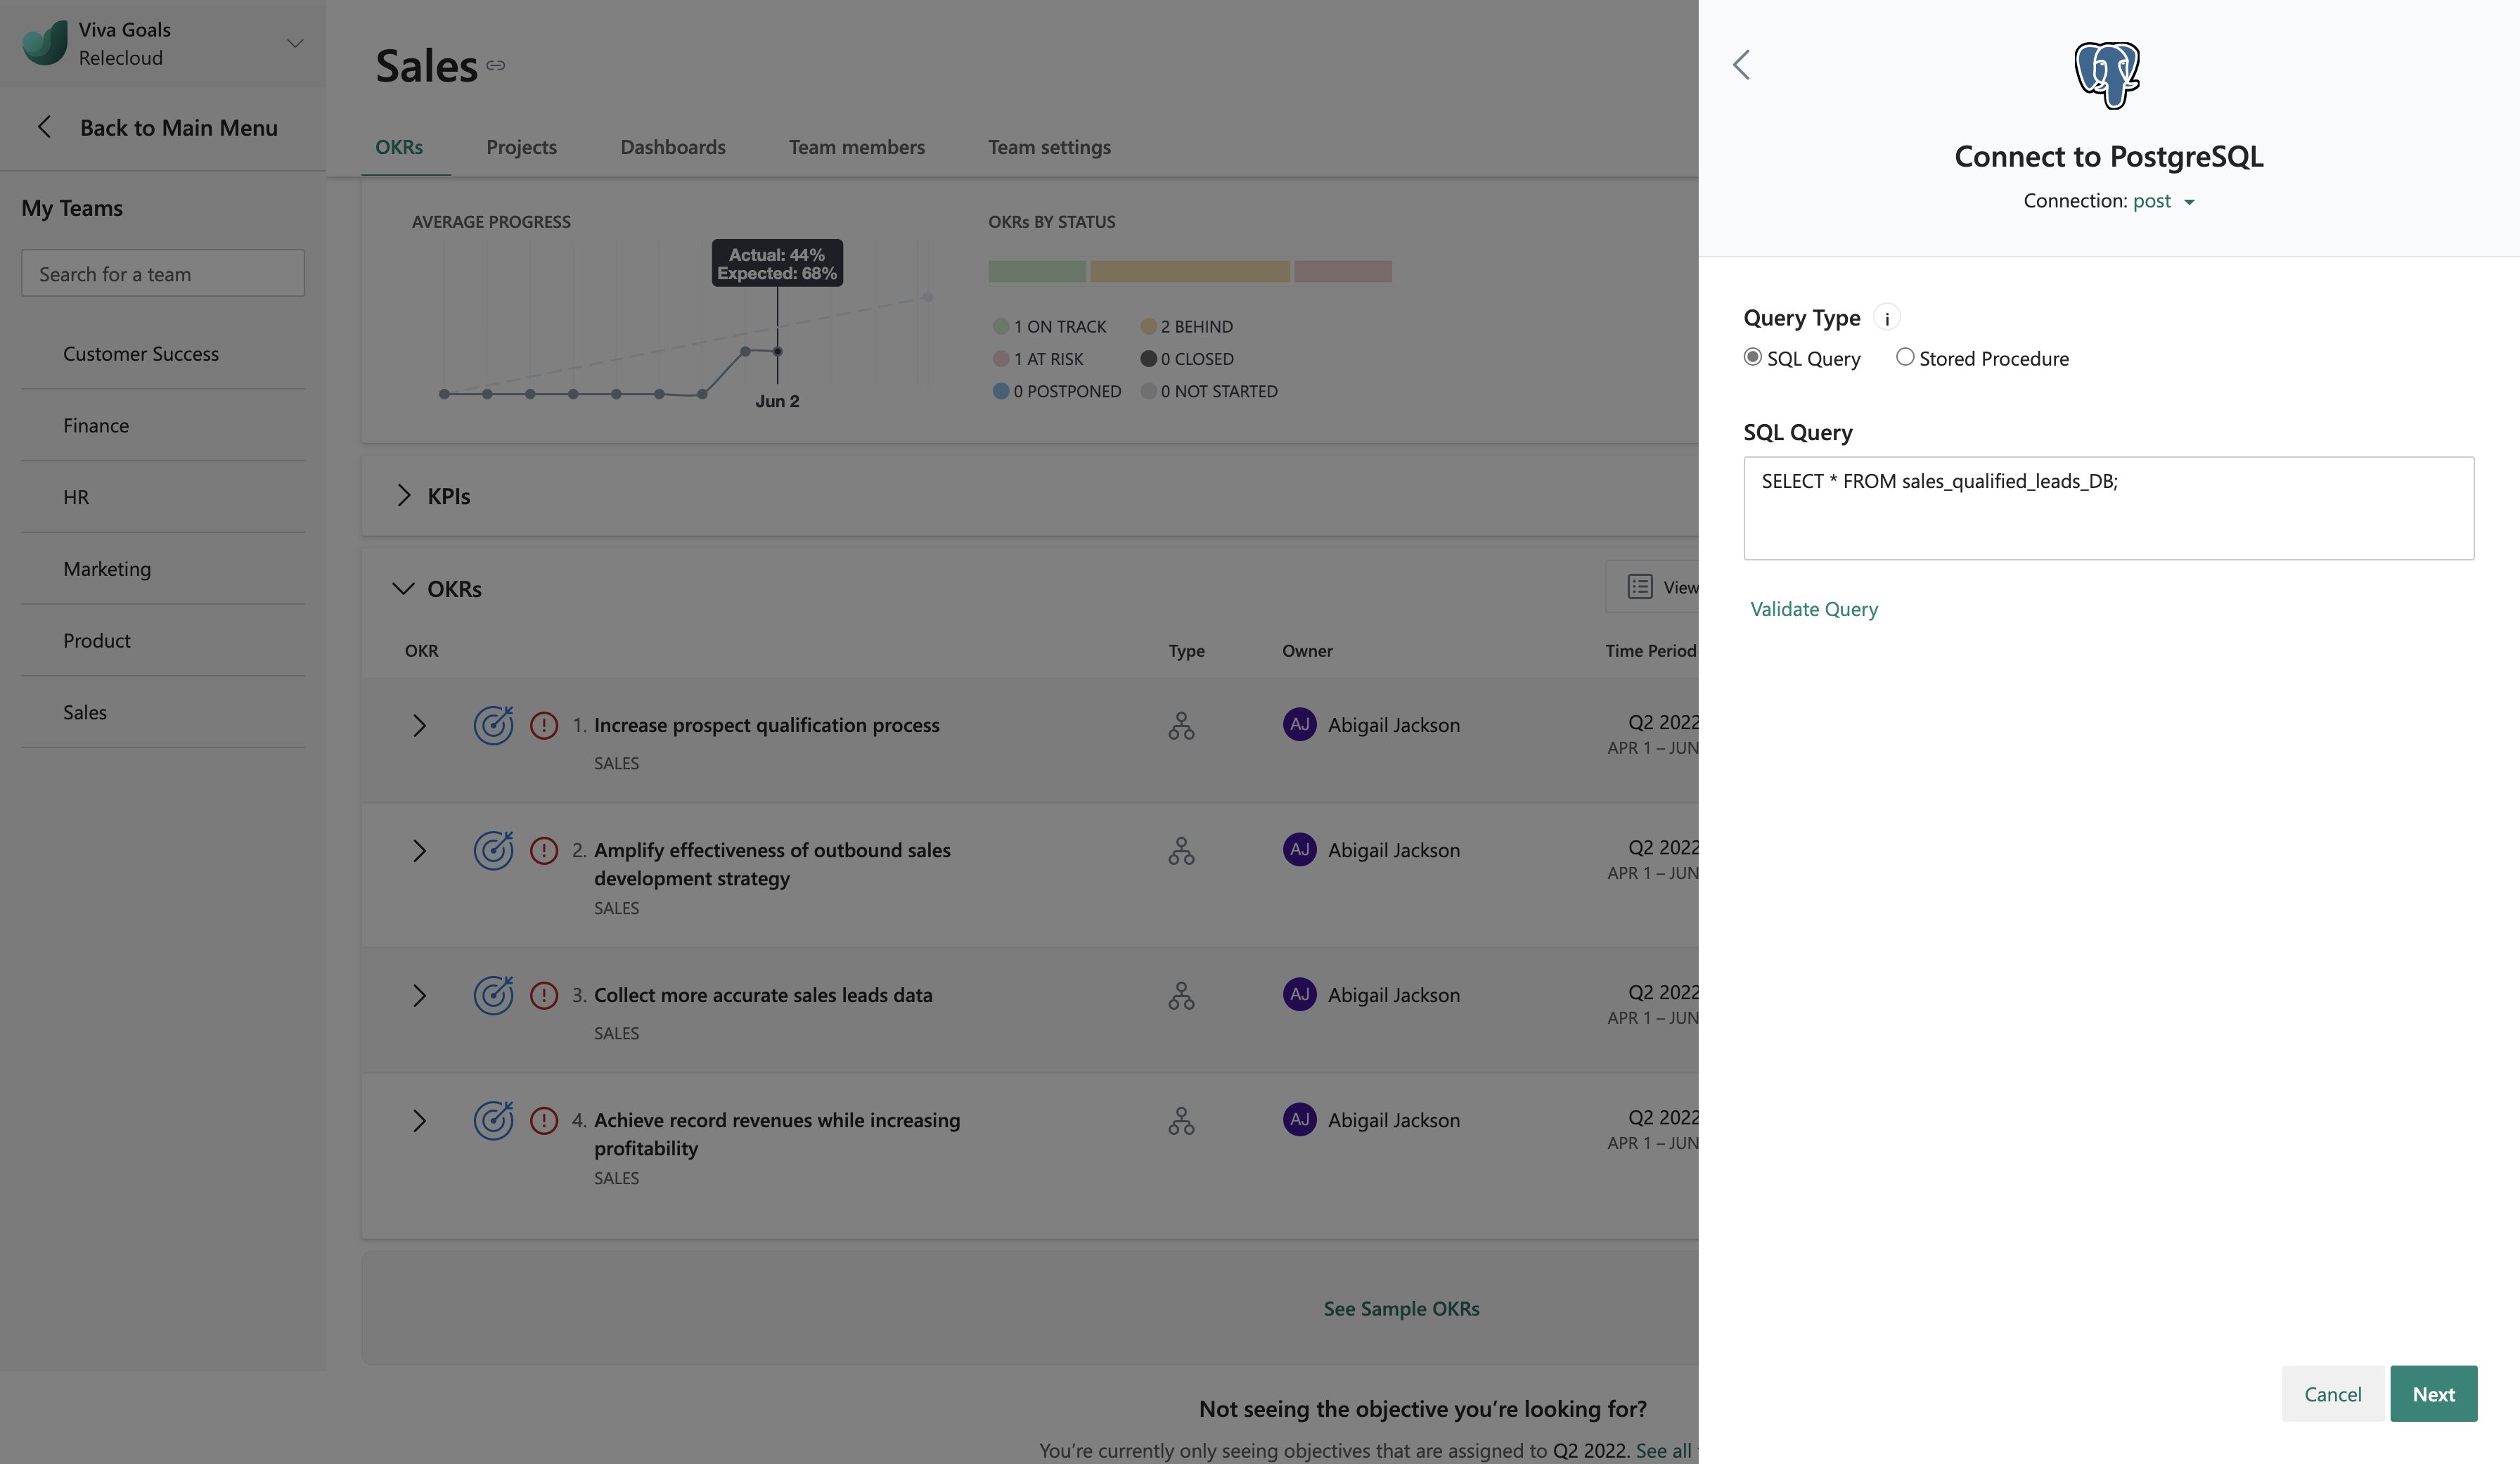 Viva Goals
Relecloud
Back to Main Menu
My Teams
Search for a team
Customer Success
Finance
HR
Marketing
Product
Sales
Sales
OKRs
Projects
Dashboards
Team members
Team settings
AVERAGE PROGRESS
Actual: 44%
Expected: 68%
Jun 2
OKRs BY STATUS
1 ON TRACK
2 BEHIND
1 AT RISK
0 CLOSED
0 POSTPONED
0 NOT STARTED
KPIs
OKRs
View
OKR
Type
Owner
Time Period
1. Increase prospect qualification process
SALES
AJ Abigail Jackson
Q2 2022
APR 1 – JUN
2. Amplify effectiveness of outbound sales
development strategy
SALES
AJ Abigail Jackson
Q2 2022
APR 1 – JUN
3. Collect more accurate sales leads data
SALES
AJ Abigail Jackson
Q2 2022
APR 1 – JUN
4. Achieve record revenues while increasing
profitability
SALES
AJ Abigail Jackson
Q2 2022
APR 1 – JUN
See Sample OKRs
Not seeing the objective you’re looking for?
You’re currently only seeing objectives that are assigned to Q2 2022. See all
Connect to PostgreSQL
Connection: post
Query Type i
SQL Query
Stored Procedure
SQL Query
SELECT * FROM sales_qualified_leads_DB;
Validate Query
Cancel
Next